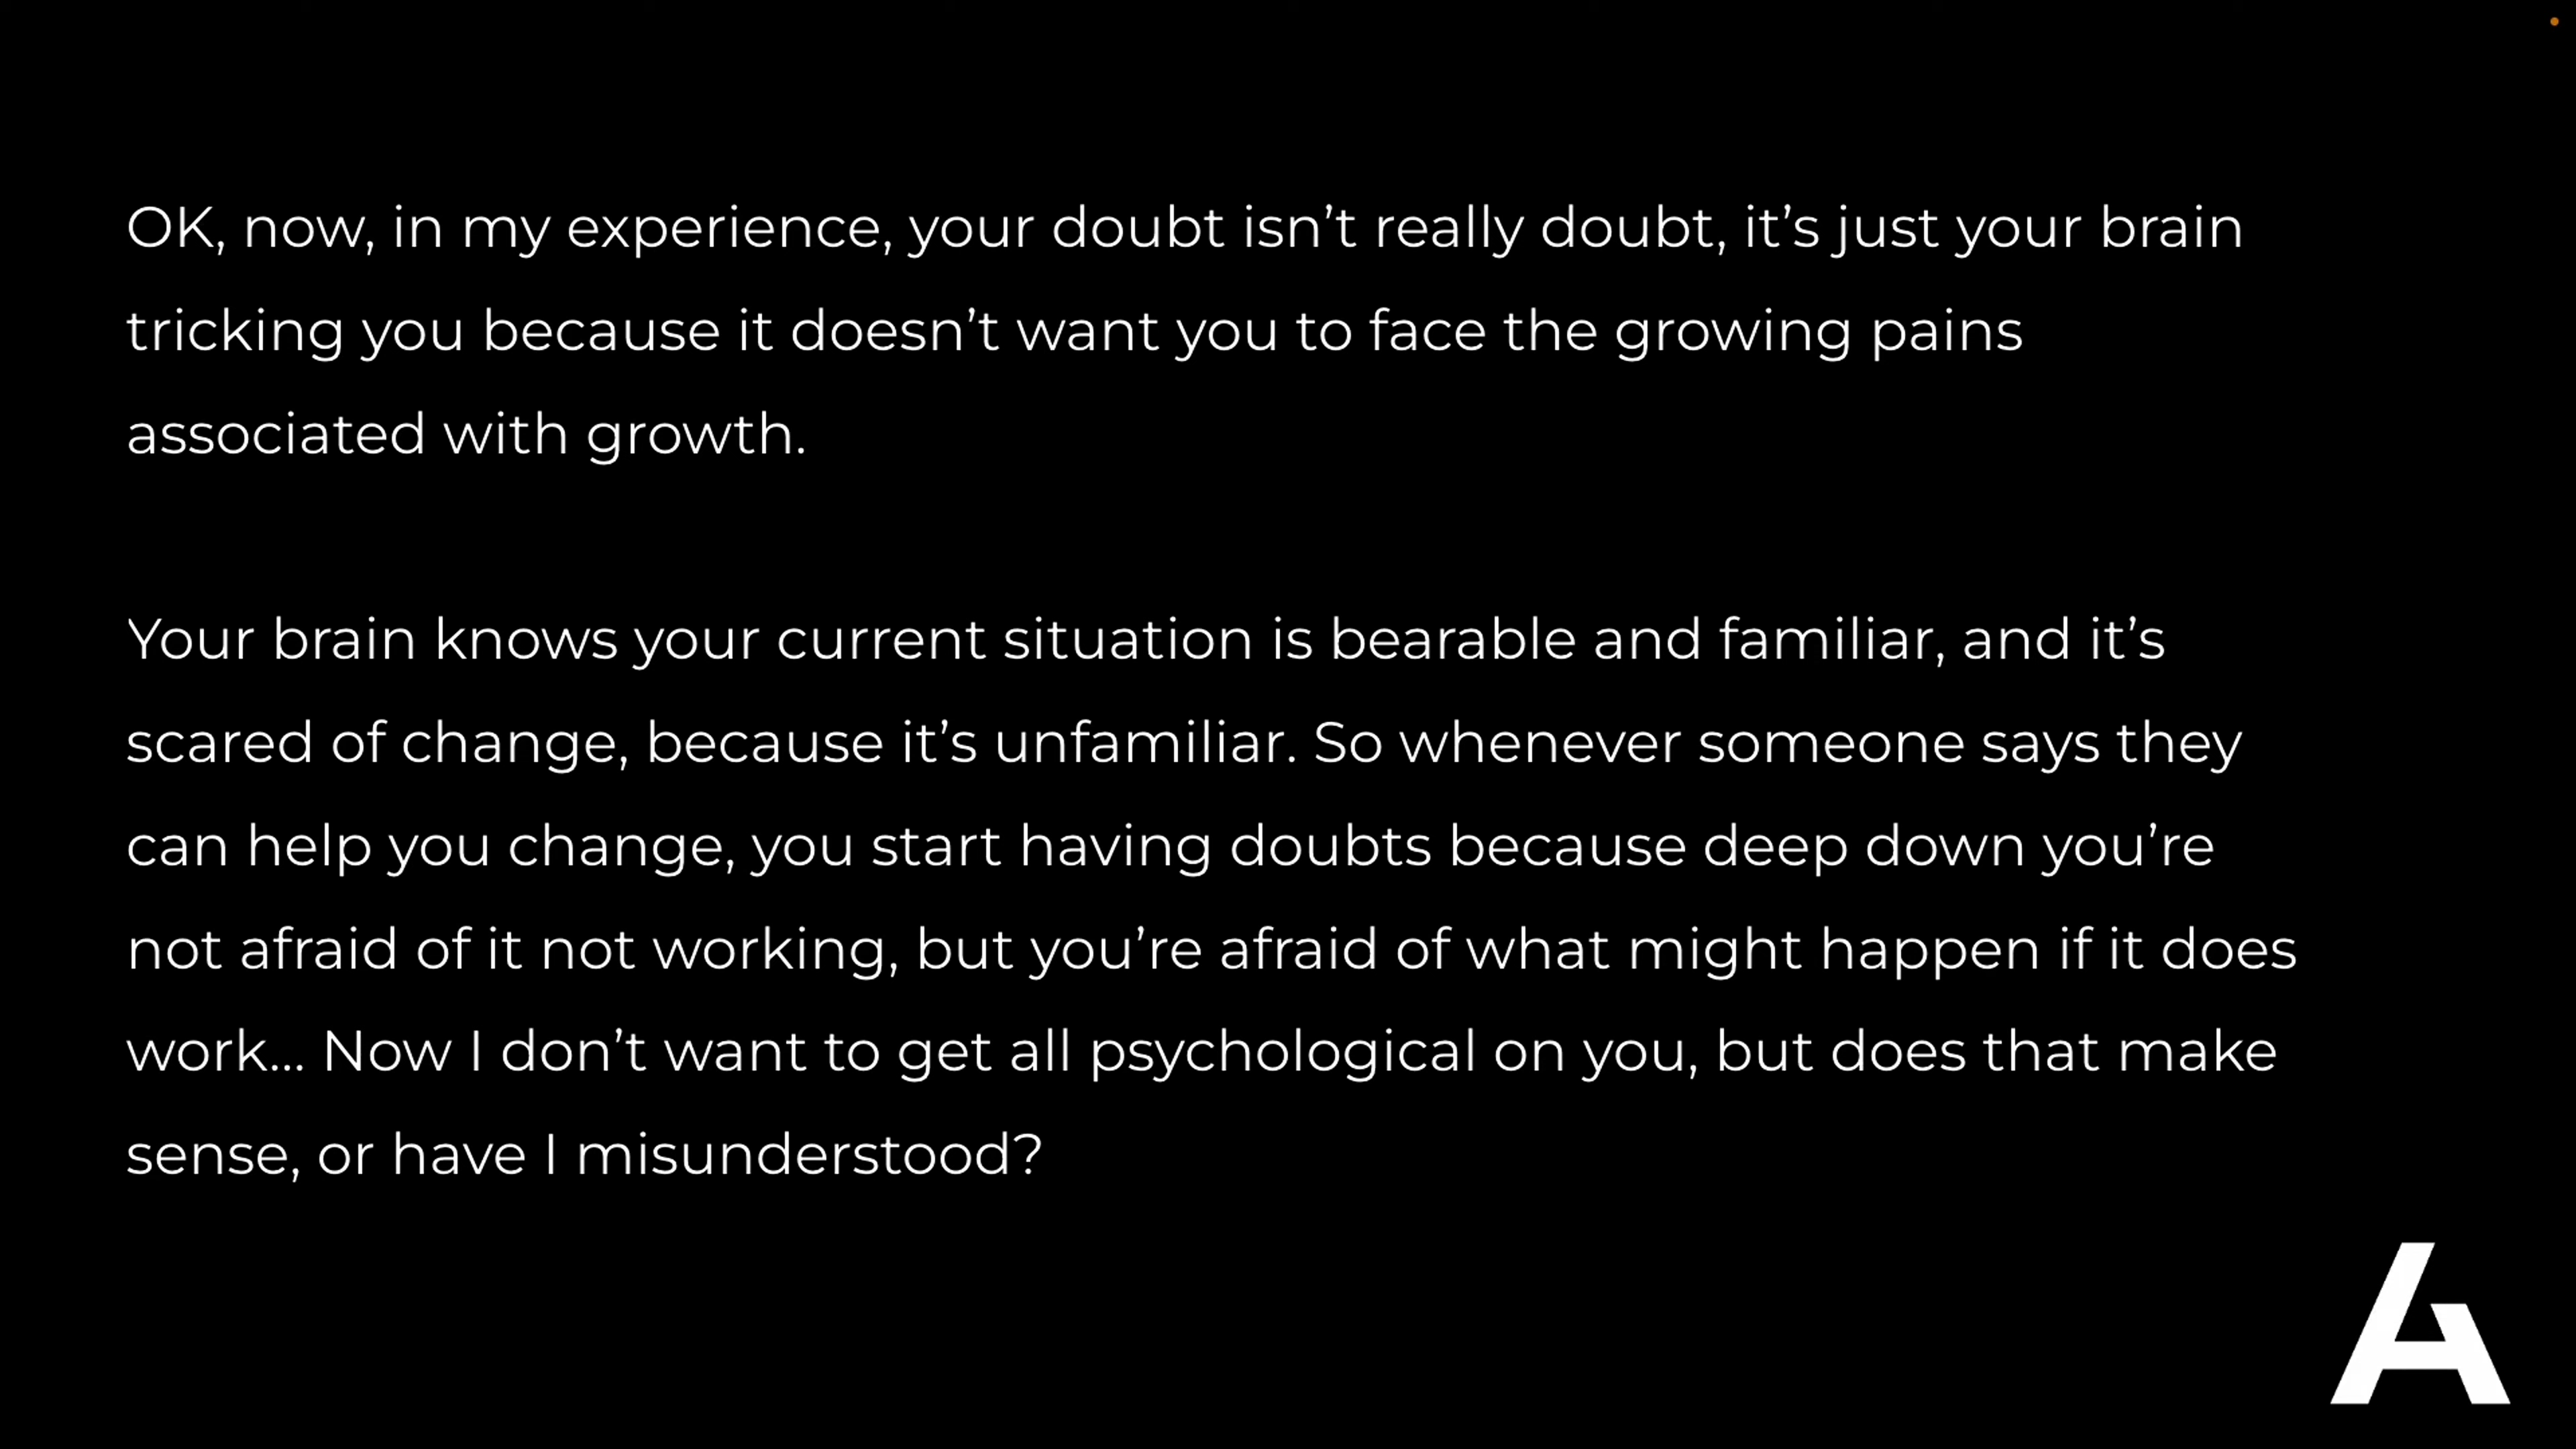 OK, now, in my experience, your doubt isn’t really doubt, it’s just your brain
tricking you because it doesn’t want you to face the growing pains
associated with growth.
Your brain knows your current situation is bearable and familiar, and it’s
scared of change, because it’s unfamiliar. So whenever someone says they
can help you change, you start having doubts because deep down you’re
not afraid of it not working, but you’re afraid of what might happen if it does
work... Now I don’t want to get all psychological on you, but does that make
sense, or have I misunderstood?